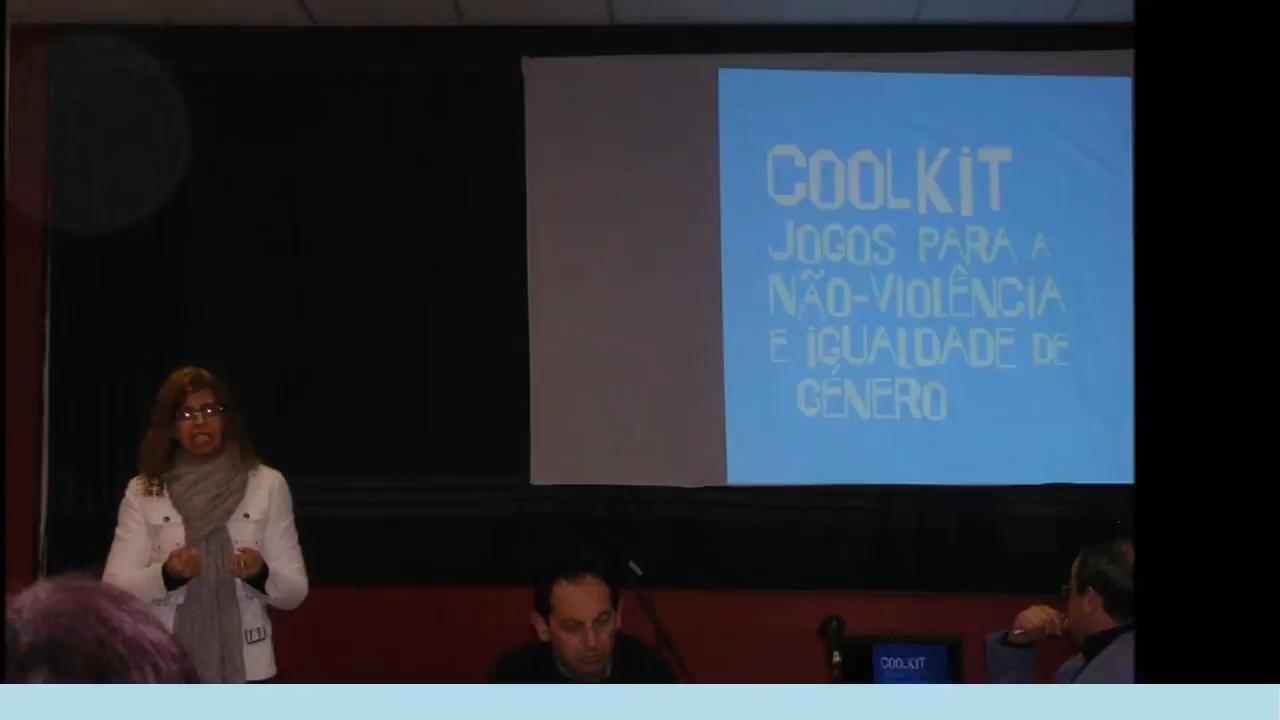 COOLKIT
JOGOS PARA A
NÃO-VIOLÊNCIA
E IGUALDADE DE
GÉNERO
COOLKIT